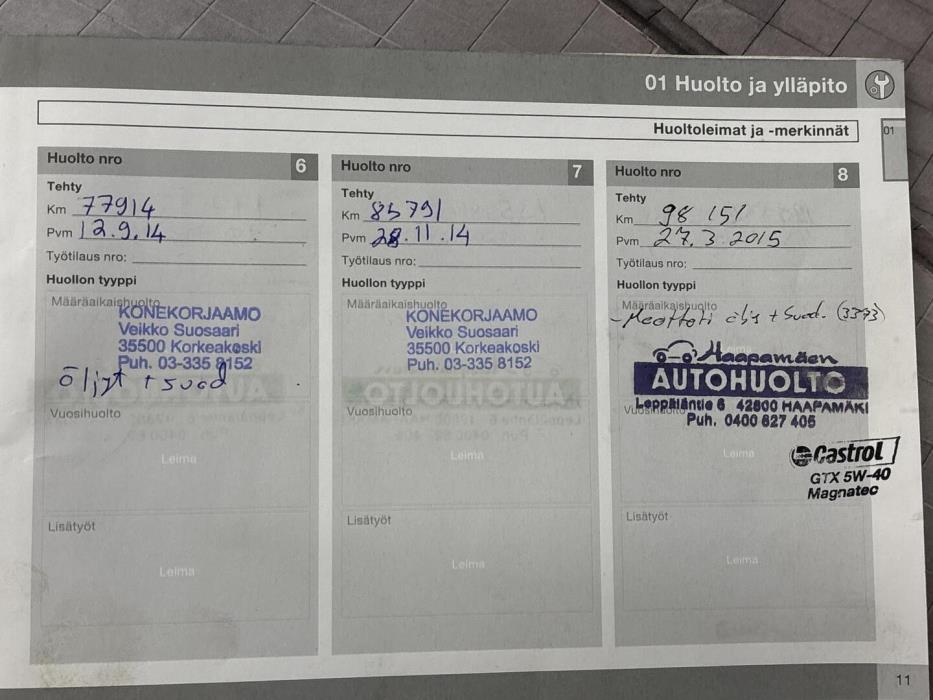 01 Huolto ja ylläpito
Huoltoleimat ja -merkinnät
01
Huolto nro 6
Tehty
Km 77914
Pvm 12.9.14
Työtilaus nro:
Huollon tyyppi
Määräaikaishuolto
KONEKORJAAMO
Veikko Suosaari
35500 Korkeakoski
Puh. 03-335 8152
öljyt + suod
Vuosihuolto
Leima
Lisätyöt
Leima
Huolto nro 7
Tehty
Km 85791
Pvm 28.11.14
Työtilaus nro:
Huollon tyyppi
Määräaikaishuolto
KONEKORJAAMO
Veikko Suosaari
35500 Korkeakoski
Puh. 03-335 8152
Vuosihuolto
Leima
Lisätyöt
Leima
Huolto nro 8
Tehty
Km 98151
Pvm 27.3.2015
Työtilaus nro:
Huollon tyyppi
Määräaikaishuolto
öljy + Suod. (3373)
Haapamäen
AUTOHUOLTO
Leppäläntie 6 42800 HAAPAMÄKI
Puh. 0400 627 405
Vuosihuolto
Leima
Castrol
GTX 5W-40
Magnatec
Lisätyöt
Leima
11